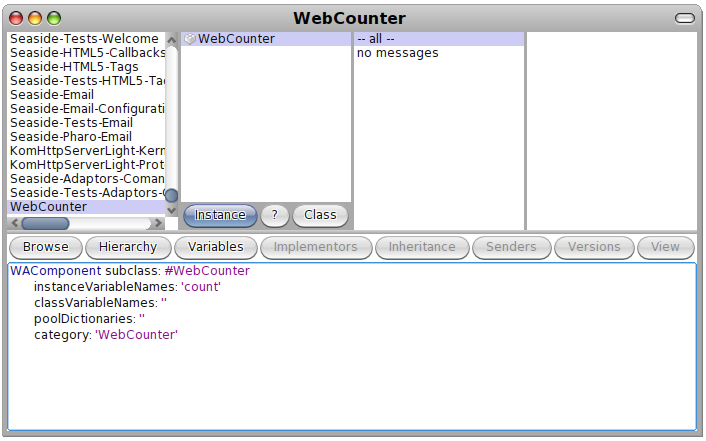 WebCounter
Seaside-Tests-Welcome
Seaside-HTML5-Callbacks
Seaside-HTML5-Tags
Seaside-Tests-HTML5-Ta
Seaside-Email
Seaside-Email-Configurati
Seaside-Tests-Email
Seaside-Pharo-Email
KomHttpServerLight-Kern
KomHttpServerLight-Prot
Seaside-Adaptors-Coman
Seaside-Tests-Adaptors-C
WebCounter
WebCounter
Instance ? Class
-- all --
no messages
Browse Hierarchy Variables Implementors Inheritance Senders Versions View
WAComponent subclass: #WebCounter
instanceVariableNames: 'count'
classVariableNames: ''
poolDictionaries: ''
category: 'WebCounter'